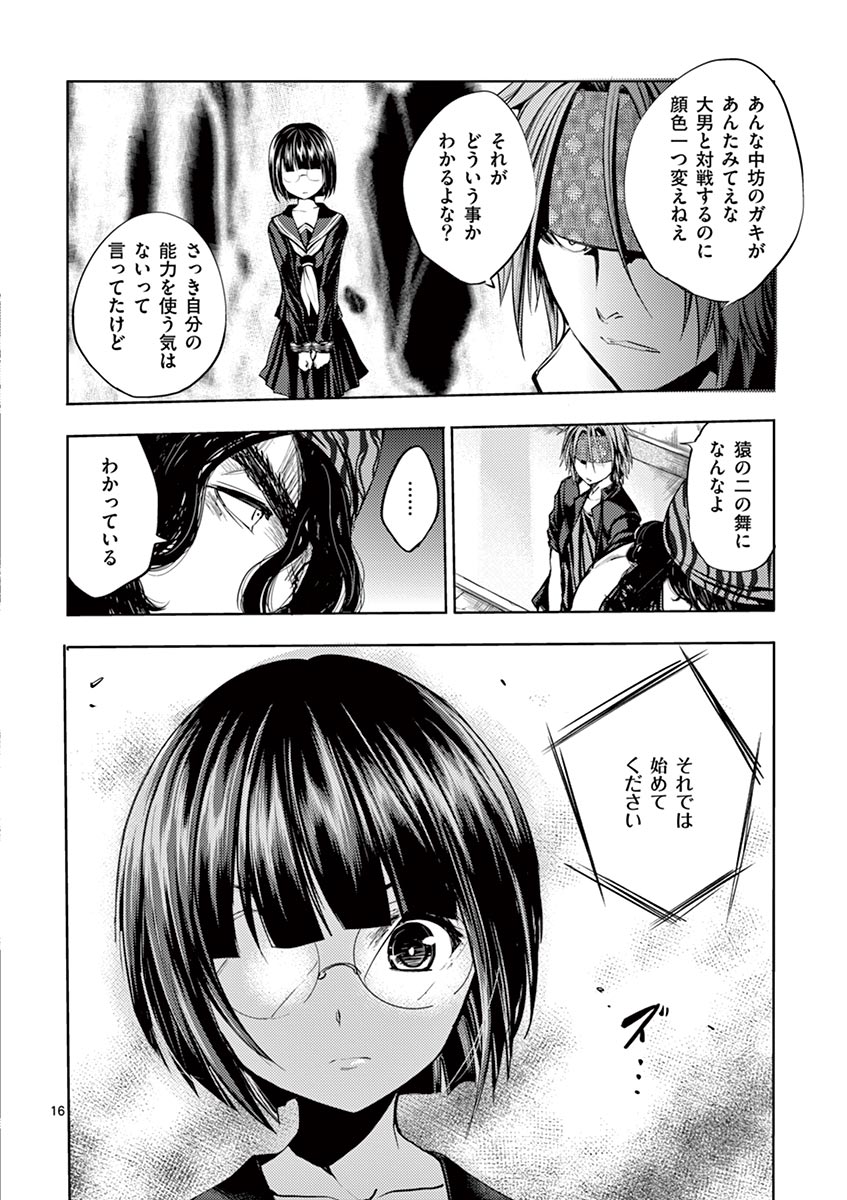 あんな中坊のガキが
あんたみてえな
大男と対戦するのに
顔色一つ変えねえ
それが
どういう事か
わかるよな？
さっき自分の
能力を使う気は
ないって
言ってたけど
猿の二の舞に
なんなよ
……
わかっている
それでは
始めて
ください
ズ…
16